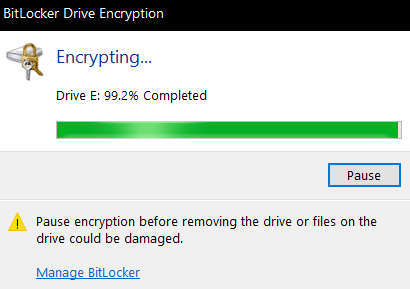 BitLocker Drive Encryption
Encrypting...
Drive E: 99.2% Completed
Pause
Pause encryption before removing the drive or files on the
drive could be damaged.
Manage BitLocker